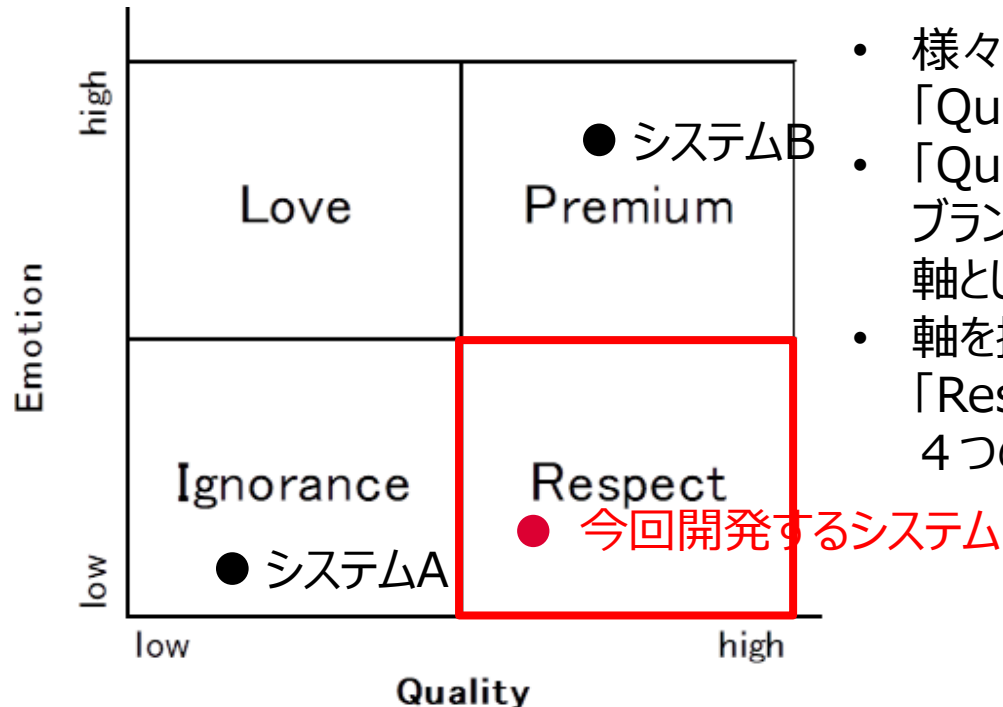 high
システムB
Love
Premium
Emotion
Ignorance
Respect
今回開発するシステム
システムA
low
low
high
Quality
• 様々
「Qu
• 「Qu
ブラン
軸とし
• 軸を
「Res
４つの